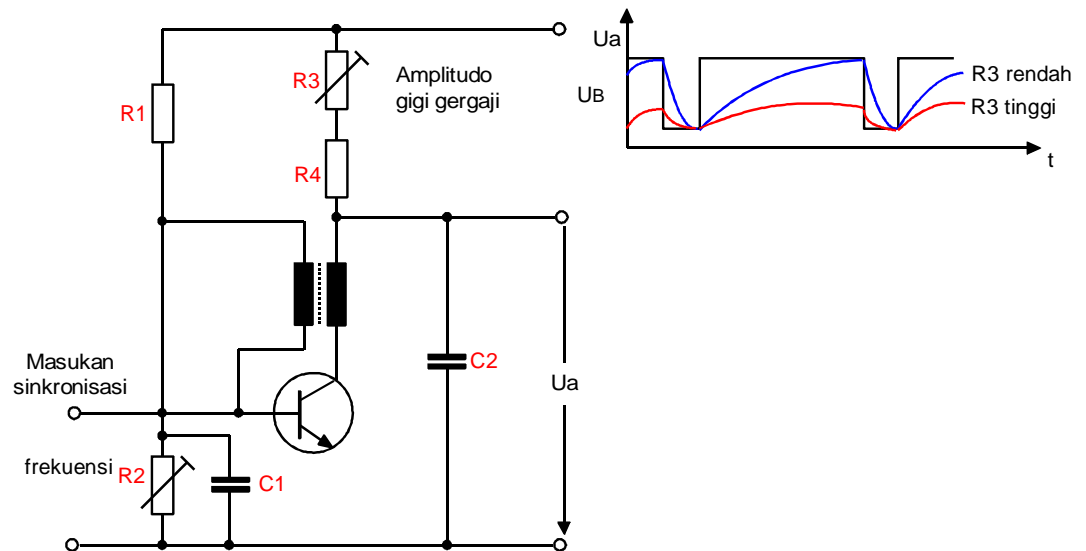 R1
R3
Amplitudo
gigi gergaji
R4
Masukan
sinkronisasi
frekuensi
R2
C1
C2
Ua
Ua
UB
R3 rendah
R3 tinggi
t